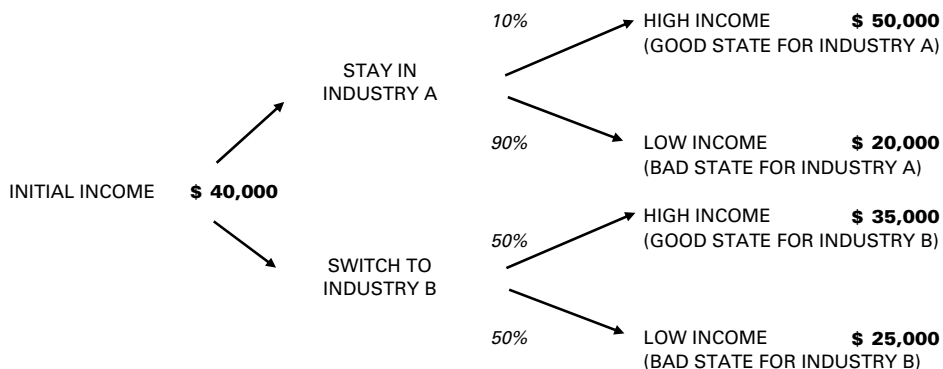 10%
HIGH INCOME $ 50,000
(GOOD STATE FOR INDUSTRY A)
STAY IN
INDUSTRY A
90%
LOW INCOME $ 20,000
(BAD STATE FOR INDUSTRY A)
INITIAL INCOME $ 40,000
HIGH INCOME $ 35,000
50%
(GOOD STATE FOR INDUSTRY B)
SWITCH TO
INDUSTRY B
50%
LOW INCOME $ 25,000
(BAD STATE FOR INDUSTRY B)